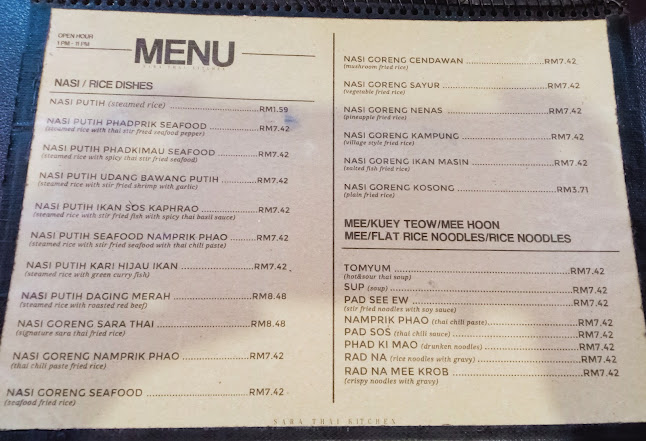 OPEN HOUR
1 PM - 11 PM
MENU
SARA THAI KITCHEN
NASI / RICE DISHES
NASI PUTIH (steamed rice) RM1.59
NASI PUTIH PHADPRIK SEAFOOD RM7.42
(steamed rice with thai stir fried seafood pepper)
NASI PUTIH PHADKIMAU SEAFOOD RM7.42
(steamed rice with spicy thai stir fried seafood)
NASI PUTIH UDANG BAWANG PUTIH RM7.42
(steamed rice with stir fried shrimp with garlic)
NASI PUTIH IKAN SOS KAPHRAO RM7.42
(steamed rice with stir fried fish with spicy thai basil sauce)
NASI PUTIH SEAFOOD NAMPRIK PHAO RM7.42
(steamed rice with stir fried seafood with thai chili paste)
NASI PUTIH KARI HIJAU IKAN RM7.42
(steamed rice with green curry fish)
NASI PUTIH DAGING MERAH RM8.48
(steamed rice with roasted red beef)
NASI GORENG SARA THAI RM8.48
(signature sara thai fried rice)
NASI GORENG NAMPRIK PHAO RM7.42
(thai chili paste fried rice)
NASI GORENG SEAFOOD RM7.42
(seafood fried rice)
NASI GORENG CENDAWAN RM7.42
(mushroom fried rice)
NASI GORENG SAYUR RM7.42
(vegetable fried rice)
NASI GORENG NENAS RM7.42
(pineapple fried rice)
NASI GORENG KAMPUNG RM7.42
(village style fried rice)
NASI GORENG IKAN MASIN RM7.42
(salted fish fried rice)
NASI GORENG KOSONG RM3.71
(plain fried rice)
MEE/KUEY TEOW/MEE HOON
MEE/FLAT RICE NOODLES/RICE NOODLES
TOMYUM RM7.42
(hot&sour thai soup)
SUP (soup) RM7.42
PAD SEE EW RM7.42
(stir fried noodles with soy sauce)
NAMPRIK PHAO (thai chili paste) RM7.42
PAD SOS (thai chili sauce) RM7.42
PHAD KI MAO (drunken noodles) RM7.42
RAD NA (rice noodles with gravy) RM7.42
RAD NA MEE KROB RM7.42
(crispy noodles with gravy)
SARA THAI KITCHEN